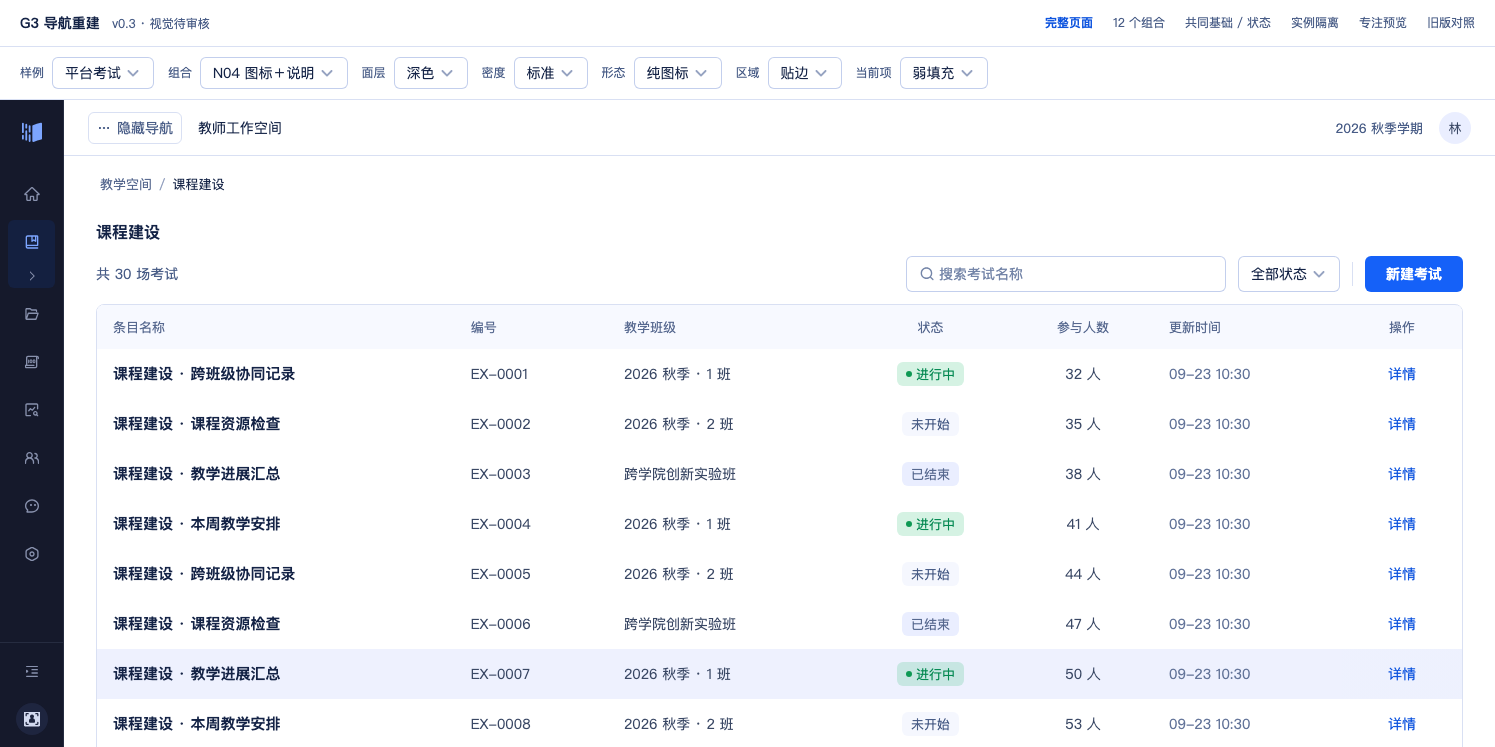 G3 导航重建 v0.3 · 视觉待审核 完整页面 12 个组合 共同基础 / 状态 实例隔离 专注预览 旧版对照
样例 平台考试 组合 N04 图标＋说明 面层 深色 密度 标准 形态 纯图标 区域 贴边 当前项 弱填充
··· 隐藏导航 教师工作空间 2026 秋季学期 林
教学空间 / 课程建设
课程建设
共 30 场考试 搜索考试名称 全部状态 新建考试
条目名称 编号 教学班级 状态 参与人数 更新时间 操作
课程建设 · 跨班级协同记录 EX-0001 2026 秋季 · 1 班 进行中 32 人 09-23 10:30 详情
课程建设 · 课程资源检查 EX-0002 2026 秋季 · 2 班 未开始 35 人 09-23 10:30 详情
课程建设 · 教学进展汇总 EX-0003 跨学院创新实验班 已结束 38 人 09-23 10:30 详情
课程建设 · 本周教学安排 EX-0004 2026 秋季 · 1 班 进行中 41 人 09-23 10:30 详情
课程建设 · 跨班级协同记录 EX-0005 2026 秋季 · 2 班 未开始 44 人 09-23 10:30 详情
课程建设 · 课程资源检查 EX-0006 跨学院创新实验班 已结束 47 人 09-23 10:30 详情
课程建设 · 教学进展汇总 EX-0007 2026 秋季 · 1 班 进行中 50 人 09-23 10:30 详情
课程建设 · 本周教学安排 EX-0008 2026 秋季 · 2 班 未开始 53 人 09-23 10:30 详情